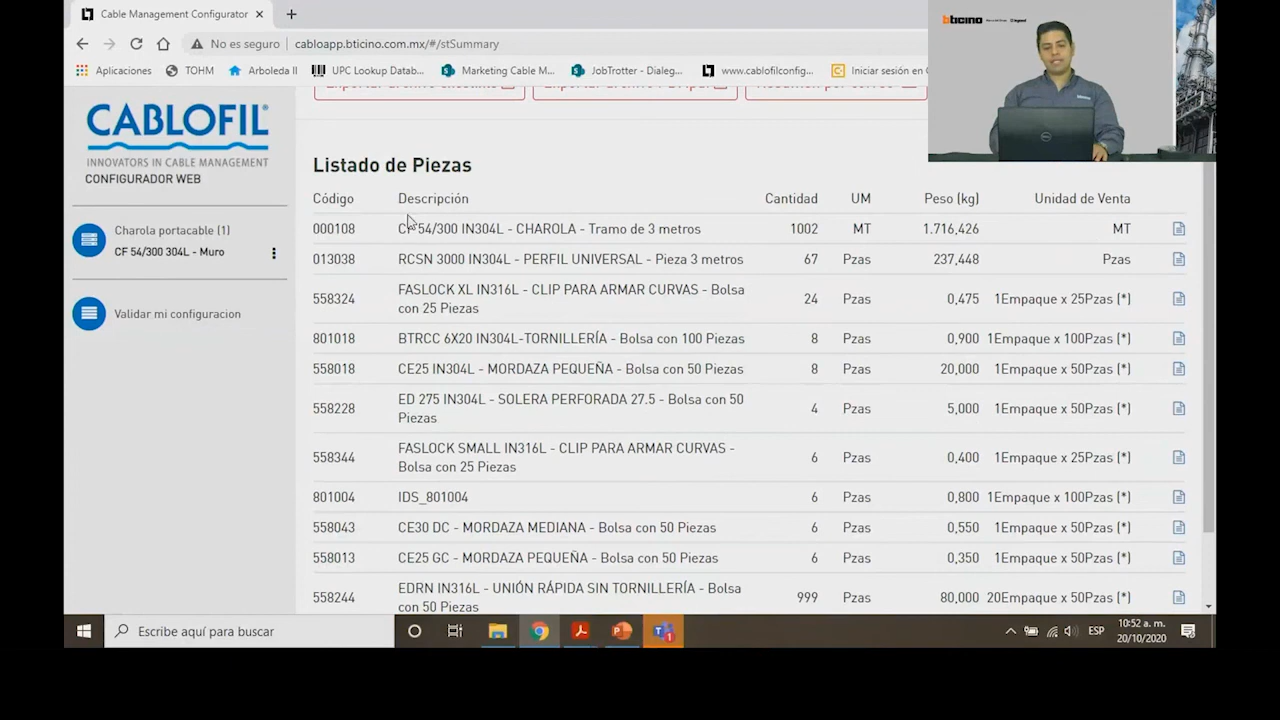 Cable Management Configurator
No es seguro | cabloapp.bticino.com.mx/#/stSummary
Aplicaciones TOHM Arboleda II UPC Lookup Datab... Marketing Cable M... JobTrotter - Dialeg... www.cablofilconfig... Iniciar sesión en
bticino
CABLOFIL
INNOVATORS IN CABLE MANAGEMENT
CONFIGURADOR WEB
Charola portacable (1)
CF 54/300 304L - Muro
Validar mi configuracion
Listado de Piezas
Código Descripción Cantidad UM Peso (kg) Unidad de Venta
000108 CF 54/300 IN304L - CHAROLA - Tramo de 3 metros 1002 MT 1.716,426 MT
013038 RCSN 3000 IN304L - PERFIL UNIVERSAL - Pieza 3 metros 67 Pzas 237,448 Pzas
558324 FASLOCK XL IN316L - CLIP PARA ARMAR CURVAS - Bolsa
con 25 Piezas 24 Pzas 0,475 1Empaque x 25Pzas (*)
801018 BTRCC 6X20 IN304L-TORNILLERÍA - Bolsa con 100 Piezas 8 Pzas 0,900 1Empaque x 100Pzas (*)
558018 CE25 IN304L - MORDAZA PEQUEÑA - Bolsa con 50 Piezas 8 Pzas 20,000 1Empaque x 50Pzas (*)
558228 ED 275 IN304L - SOLERA PERFORADA 27.5 - Bolsa con 50
Piezas 4 Pzas 5,000 1Empaque x 50Pzas (*)
558344 FASLOCK SMALL IN316L - CLIP PARA ARMAR CURVAS -
Bolsa con 25 Piezas 6 Pzas 0,400 1Empaque x 25Pzas (*)
801004 IDS_801004 6 Pzas 0,800 1Empaque x 100Pzas (*)
558043 CE30 DC - MORDAZA MEDIANA - Bolsa con 50 Piezas 6 Pzas 0,550 1Empaque x 50Pzas (*)
558013 CE25 GC - MORDAZA PEQUEÑA - Bolsa con 50 Piezas 6 Pzas 0,350 1Empaque x 50Pzas (*)
558244 EDRN IN316L - UNIÓN RÁPIDA SIN TORNILLERÍA - Bolsa
con 50 Piezas 999 Pzas 80,000 20Empaque x 50Pzas (*)
Escribe aquí para buscar
ESP
10:52 a. m.
20/10/2020